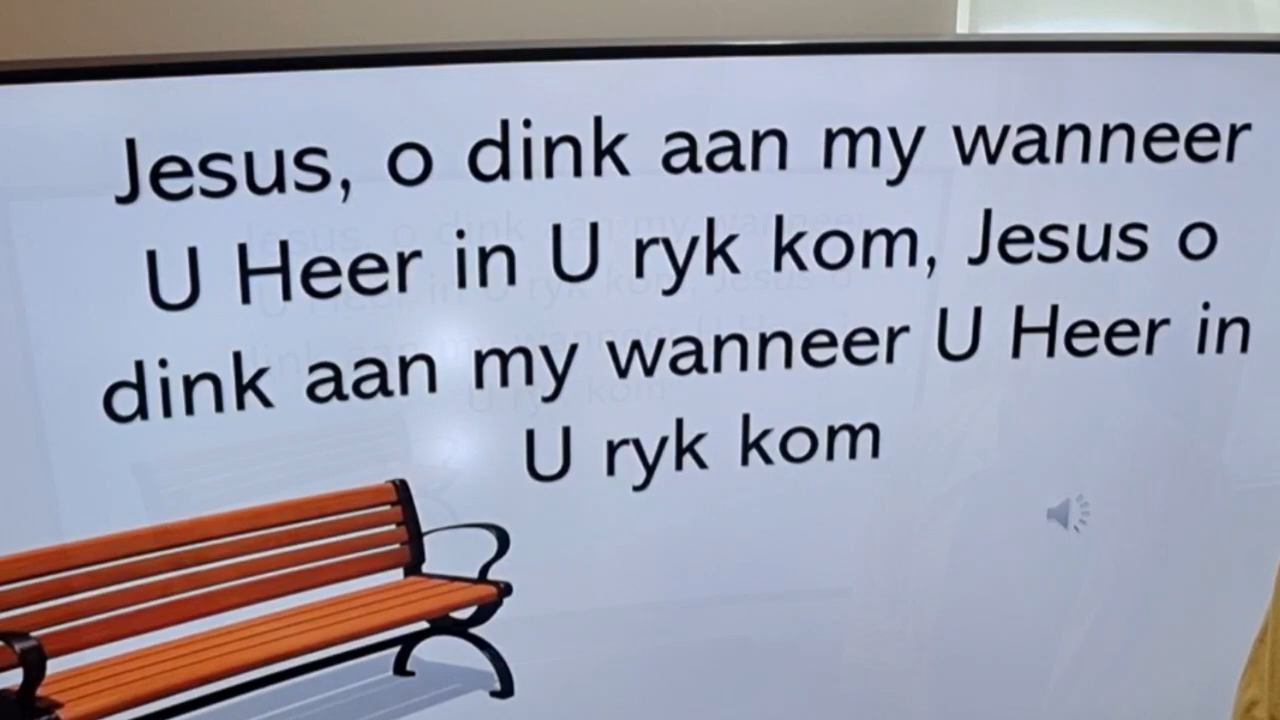 Jesus, o dink aan my wanneer
U Heer in U ryk kom, Jesus o
dink aan my wanneer U Heer in
U ryk kom